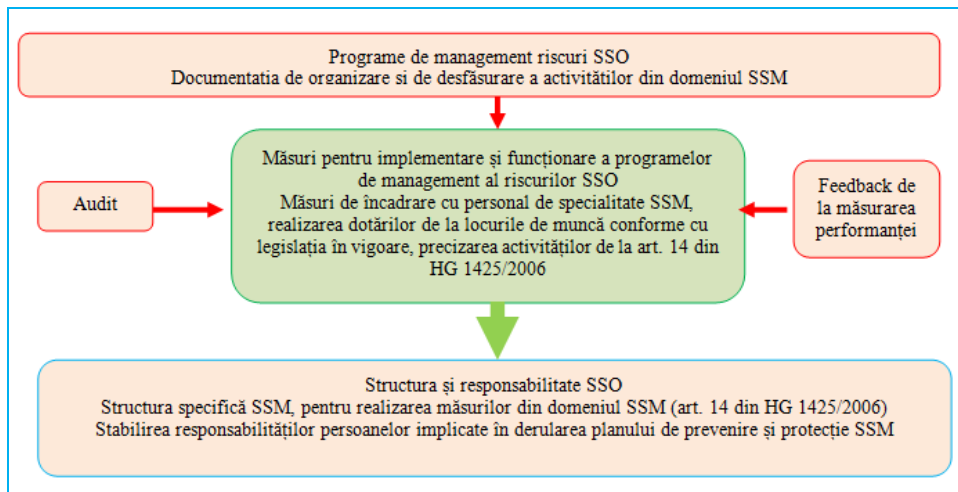 Programe de management riscuri SSO
Documentatia de organizare si de desfăsurare a activitătilor din domeniul SSM
Măsuri pentru implementare și funcționare a programelor
de management al riscurilor SSO
Măsuri de încadrare cu personal de specialitate SSM,
realizarea dotărilor de la locurile de muncă conforme cu
legislația în vigoare, precizarea activităților de la art. 14 din
HG 1425/2006
Audit
Feedback de
la măsurarea
performanței
Structura și responsabilitate SSO
Structura specifică SSM, pentru realizarea măsurilor din domeniul SSM (art. 14 din HG 1425/2006)
Stabilirea responsabilităților persoanelor implicate în derularea planului de prevenire și protecție SSM